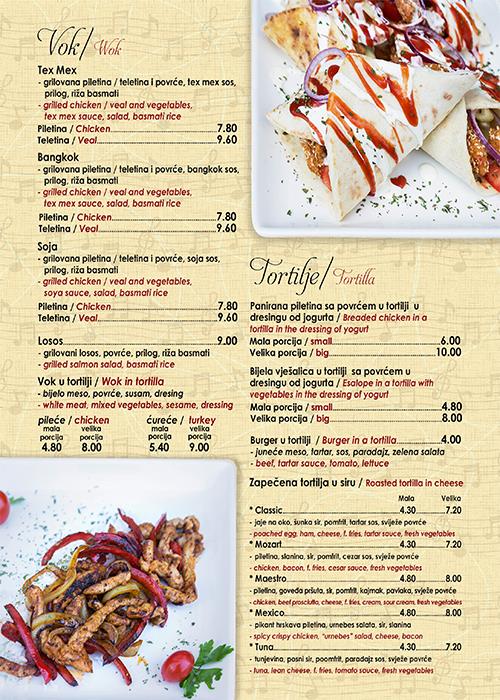 Vok/ Wok
Tex Mex
- grilovana piletina / teletina i povrće, tex mex sos,
prilog, riža basmati
- grilled chicken / veal and vegetables,
tex mex sauce, salad, basmati rice
Piletina / Chicken 7.80
Teletina / Veal 9.60
Bangkok
- grilovana piletina / teletina i povrće, bangkok sos,
prilog, riža basmati
- grilled chicken / veal and vegetables,
tex mex sauce, salad, basmati rice
Piletina / Chicken 7.80
Teletina / Veal 9.60
Soja
- grilovana piletina / teletina i povrće, soja sos,
prilog, riža basmati
- grilled chicken / veal and vegetables,
soya sauce, salad, basmati rice
Piletina / Chicken 7.80
Teletina / Veal 9.60
Losos 9.00
- grilovani losos, povrće, prilog, riža basmati
- grilled salmon salad, basmati rice
Vok u tortilji / Wok in tortilla
- bijelo meso, povrće, susam, dresing
- white meat, mixed vegetables, sesame, dressing
pileće / chicken ćureće / turkey
mala velika mala velika
porcija porcija porcija porcija
4.80 8.00 5.40 9.00
Tortilje/ Tortilla
Panirana piletina sa povrćem u tortilji u
dresingu od jogurta / Breaded chicken in a
tortilla in the dressing of yogurt
Mala porcija / small 6.00
Velika porcija / big 10.00
Bijela vješalica u tortilji sa povrćem u
dresingu od jogurta / Esalope in a tortilla with
vegetables in the dressing of yogurt
Mala porcija / small 4.80
Velika porcija / big 8.00
Burger u tortilji / Burger in a tortilla 4.00
- juneće meso, tartar, sos, paradajz, zelena salata
- beef, tartar sauce, tomato, lettuce
Zapečena tortilja u siru / Roasted tortilla in cheese
Mala Velika
* Classic 4.30 7.20
- jaje na oko, šunka sir, pomfrit, tartar sos, sviježe povrće
- poached egg, ham, cheese, f. fries, tartar sauce, fresh vegetables
* Mozart 4.30 7.20
- piletina, slanina, sir, pomfrit, cezar sos, svježe povrće
- chicken, bacon, f. fries, cesar sauce, fresh vegetables
* Maestro 4.80 8.00
- piletina, goveđa pršuta, sir, pomfrit, kajmak, pavlaka, svježe povrće
- chicken, beef prosciutto, cheese, f. fries, cream, sour cream, fresh vegetables
* Mexico 4.80 8.00
- pikant hrskava piletina, urnebes salata, sir, slanina
- spicy crispy chicken, "urnebes" salad, cheese, bacon
* Tuna 4.30 7.20
- tunjevina, posni sir, pomfrit, paradajz sos, svježe povrće
- tuna, lean cheese, f. fries, tomato sauce, fresh vegetables